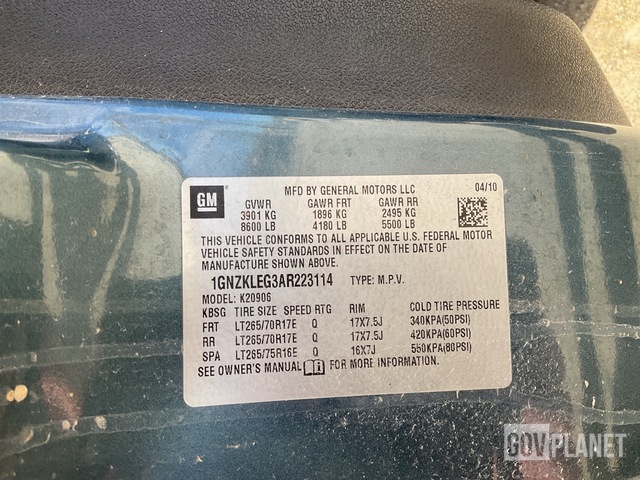 GM
MFD BY GENERAL MOTORS LLC 04/10
GVWR GAWR FRT GAWR RR
3901 KG 1896 KG 2495 KG
8600 LB 4180 LB 5500 LB
THIS VEHICLE CONFORMS TO ALL APPLICABLE U.S. FEDERAL MOTOR
VEHICLE SAFETY STANDARDS IN EFFECT ON THE DATE OF
MANUFACTURE SHOWN ABOVE.
1GNZKLEG3AR223114 TYPE: M.P.V.
MODEL: K20906
KBSG TIRE SIZE SPEED RTG RIM COLD TIRE PRESSURE
FRT LT265/70R17E Q 17X7.5J 340KPA(50PSI)
RR LT265/70R17E Q 17X7.5J 420KPA(60PSI)
SPA LT265/75R16E Q 16X7J 550KPA(80PSI)
SEE OWNER'S MANUAL FOR MORE INFORMATION.
GOVPLANET